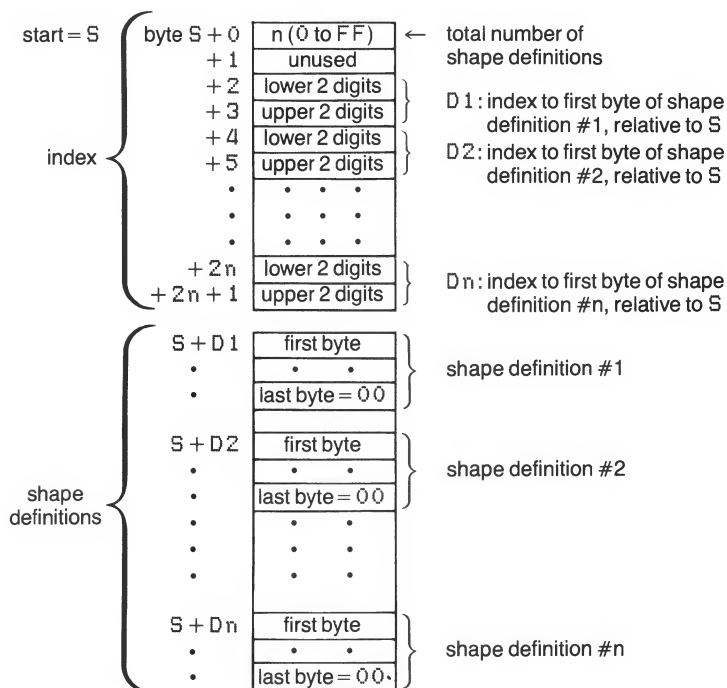 start = S byte S + 0 n (0 to FF) ← total number of
+ 1 unused shape definitions
+ 2 lower 2 digits
+ 3 upper 2 digits D1: index to first byte of shape
definition #1, relative to S
+ 4 lower 2 digits
+ 5 upper 2 digits D2: index to first byte of shape
definition #2, relative to S
index
+ 2n lower 2 digits
+ 2n + 1 upper 2 digits Dn: index to first byte of shape
definition #n, relative to S
S + D1 first byte
shape definition #1
last byte = 00
S + D2 first byte
shape definition #2
last byte = 00
shape
definitions
S + Dn first byte
shape definition #n
last byte = 00